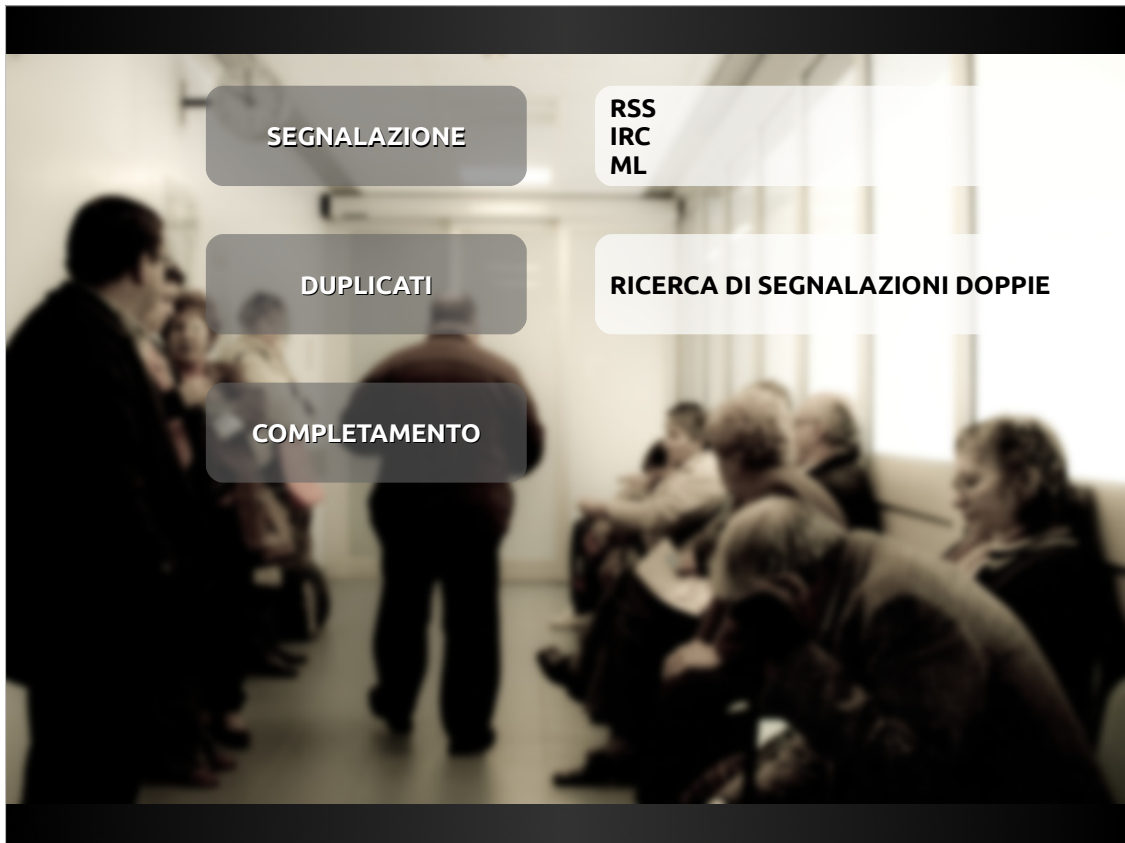 SEGNALAZIONE
RSS
IRC
ML
DUPLICATI
RICERCA DI SEGNALAZIONI DOPPIE
COMPLETAMENTO